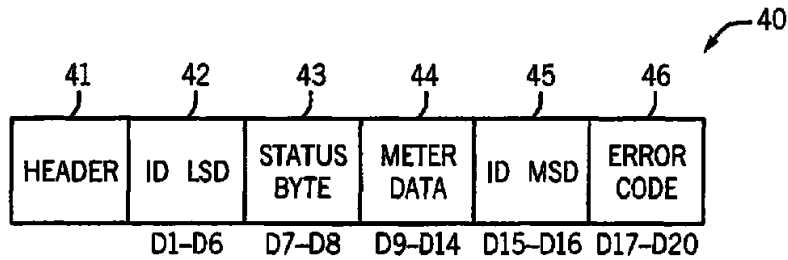 40
41 42 43 44 45 46
HEADER ID LSD STATUS BYTE METER DATA ID MSD ERROR CODE
D1–D6 D7–D8 D9–D14 D15–D16 D17–D20